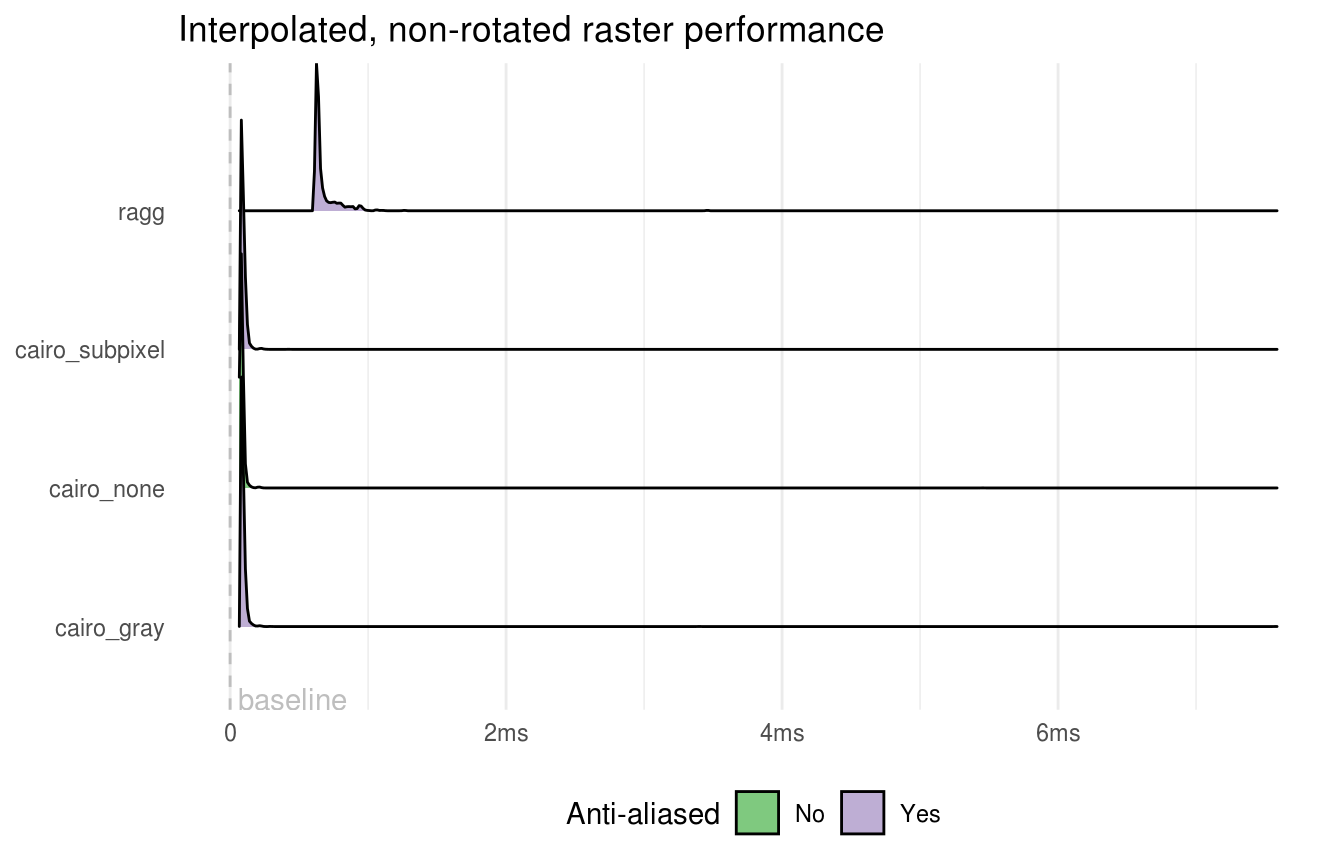 Interpolated, non-rotated raster performance
ragg
cairo_subpixel
cairo_none
cairo_gray
baseline
0 2ms 4ms 6ms
Anti-aliased No Yes